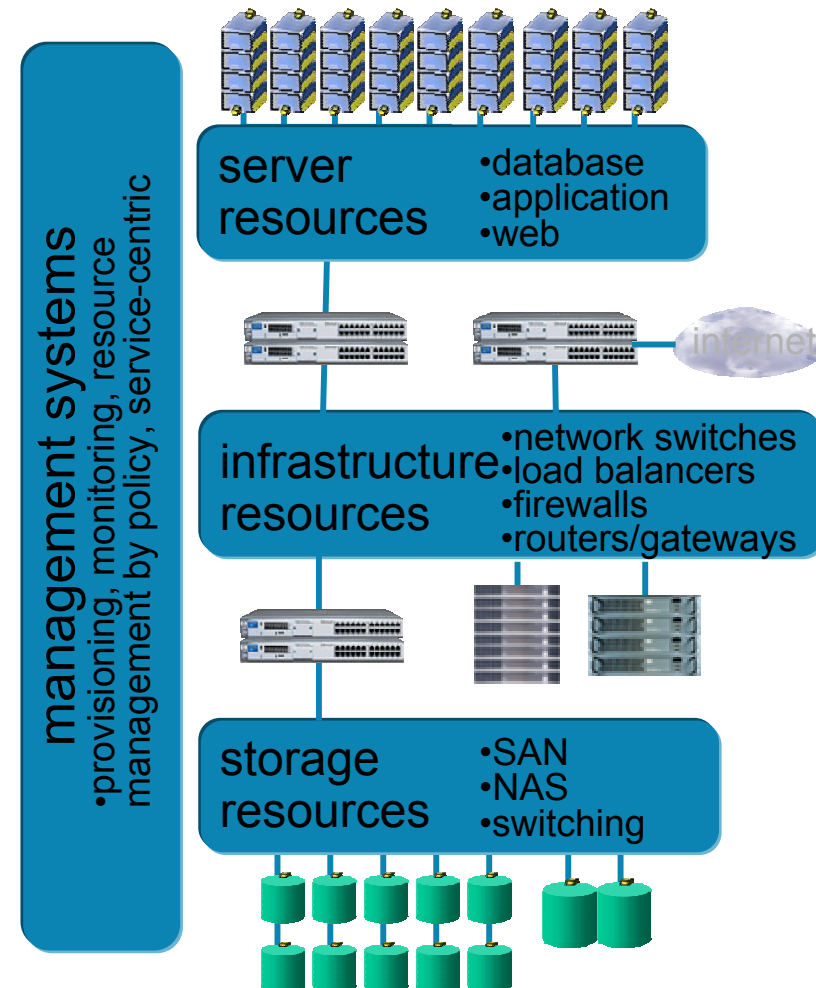 management systems
•provisioning, monitoring, resource
management by policy, service-centric
server
resources
•database
•application
•web
internet
infrastructure
resources
•network switches
•load balancers
•firewalls
•routers/gateways
storage
resources
•SAN
•NAS
•switching